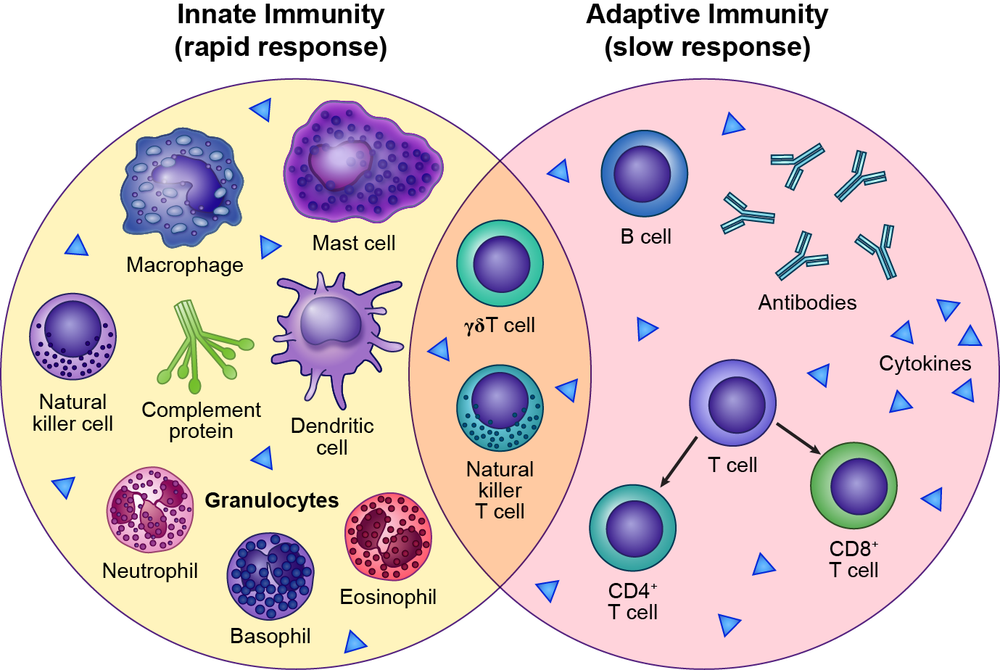 Innate Immunity
(rapid response)
Adaptive Immunity
(slow response)
Macrophage
Mast cell
Natural
killer cell
Complement
protein
Dendritic
cell
Granulocytes
Neutrophil
Basophil
Eosinophil
γδT cell
Natural
killer
T cell
B cell
Antibodies
Cytokines
T cell
CD4⁺
T cell
CD8⁺
T cell